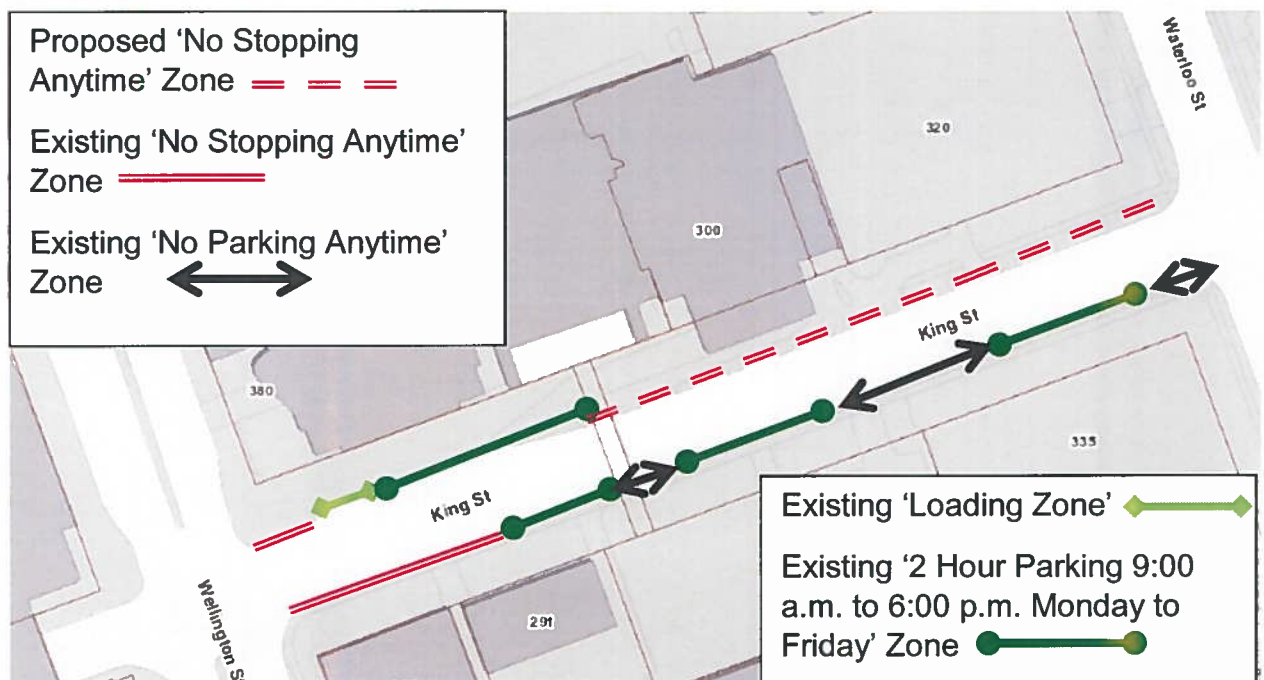 Proposed 'No Stopping
Anytime' Zone
Existing 'No Stopping Anytime'
Zone
Existing 'No Parking Anytime'
Zone
Waterloo St
320
300
King St
380
335
King St
291
Wellington S
Existing 'Loading Zone'
Existing '2 Hour Parking 9:00
a.m. to 6:00 p.m. Monday to
Friday' Zone